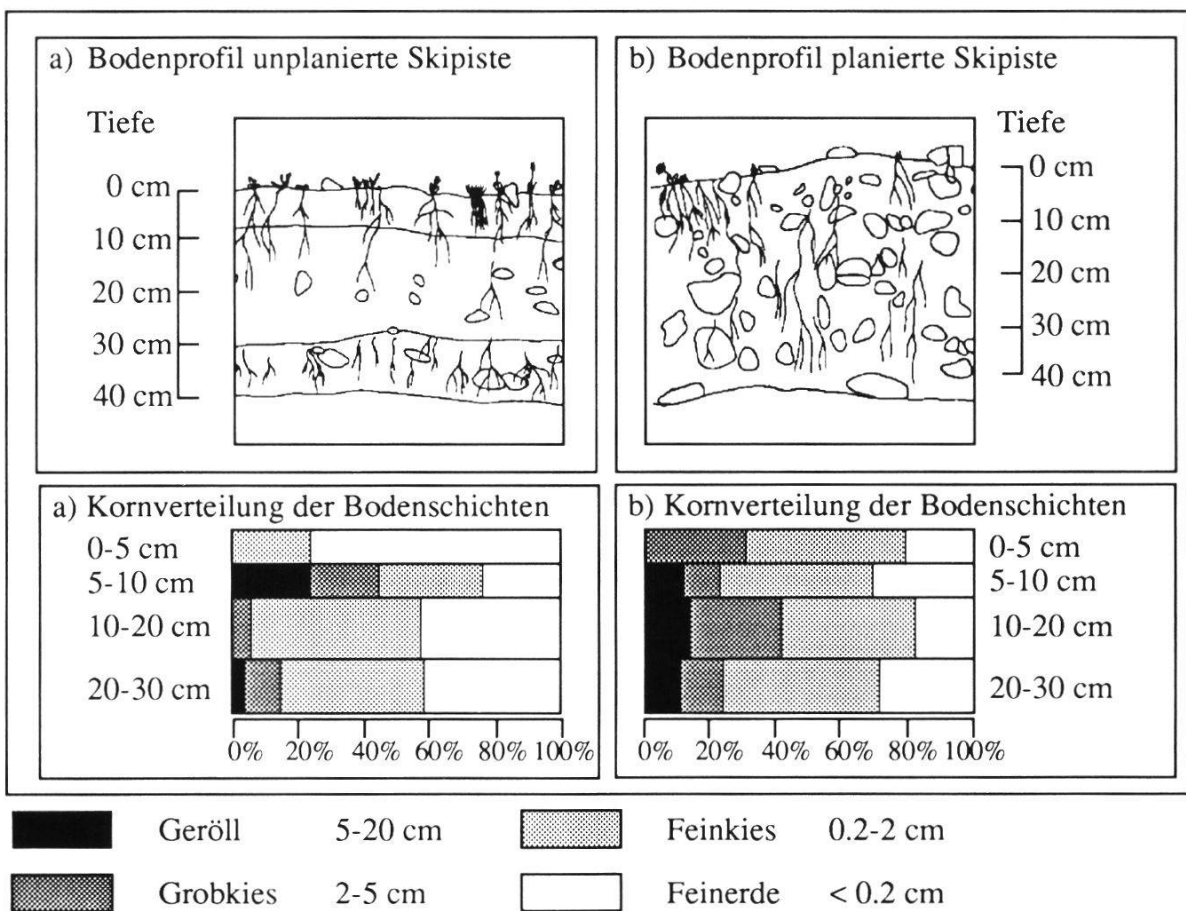 a) Bodenprofil unplanierte Skipiste
Tiefe
0 cm
10 cm
20 cm
30 cm
40 cm
b) Bodenprofil planierte Skipiste
Tiefe
0 cm
10 cm
20 cm
30 cm
40 cm
a) Kornverteilung der Bodenschichten
0-5 cm
5-10 cm
10-20 cm
20-30 cm
0% 20% 40% 60% 80% 100%
b) Kornverteilung der Bodenschichten
0-5 cm
5-10 cm
10-20 cm
20-30 cm
0% 20% 40% 60% 80% 100%
Geröll 5-20 cm Feinkies 0.2-2 cm
Grobkies 2-5 cm Feinerde < 0.2 cm